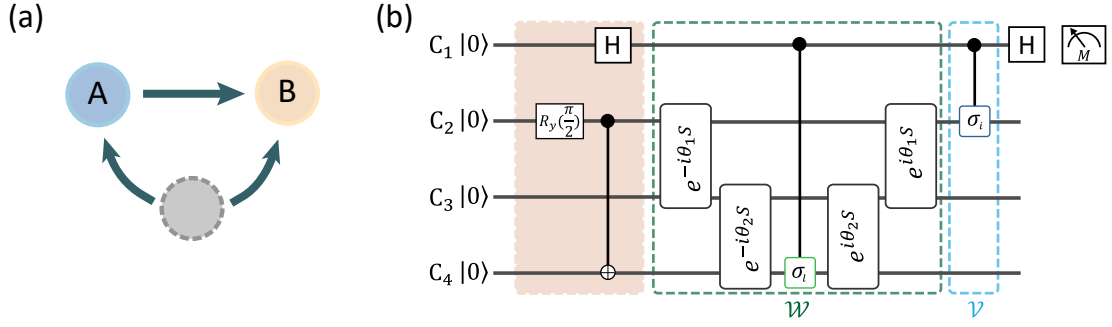 (a)
A
B
(b)
C₁ |0⟩
H
H
M
C₂ |0⟩
R_y(π/2)
e^{-iθ₁S}
e^{iθ₁S}
σ_i
C₃ |0⟩
e^{-iθ₂S}
e^{iθ₂S}
C₄ |0⟩
σ_l
𝒲
𝒱